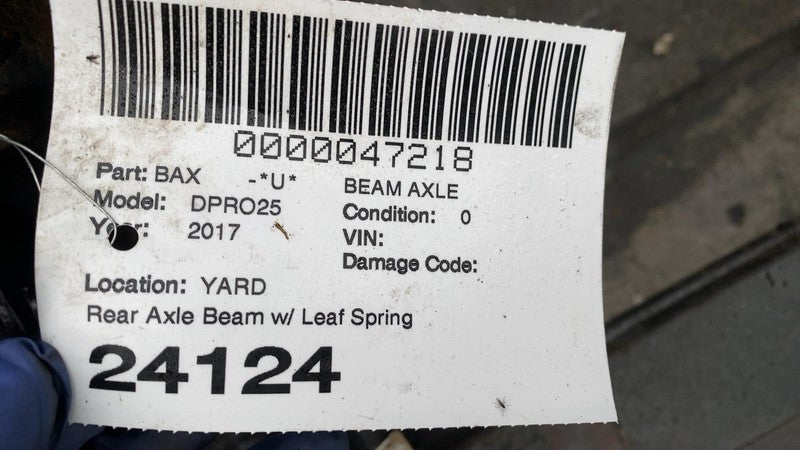 0000047218
Part: BAX -*U* BEAM AXLE
Model: DPRO25 Condition: 0
Year: 2017 VIN:
Damage Code:
Location: YARD
Rear Axle Beam w/ Leaf Spring
24124